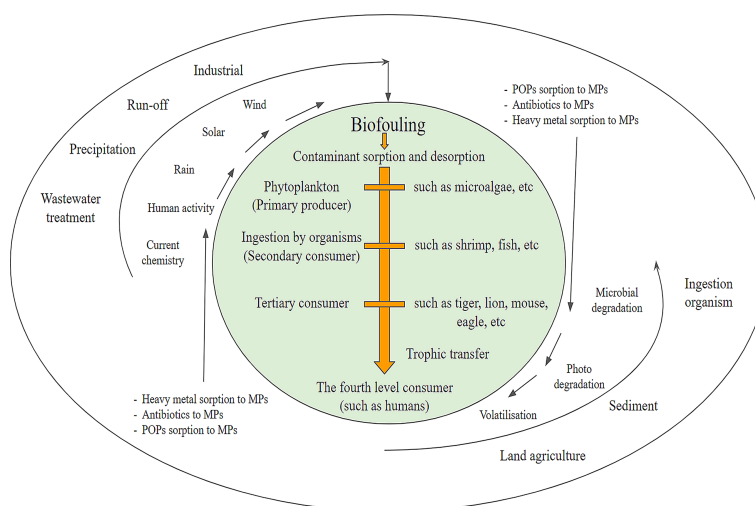 Industrial
Run-off
Precipitation
Wastewater
treatment
Wind
Solar
Rain
Human activity
Current
chemistry
- Heavy metal sorption to MPs
- Antibiotics to MPs
- POPs sorption to MPs
Biofouling
Contaminant sorption and desorption
Phytoplankton
(Primary producer)
such as microalgae, etc
Ingestion by organisms
(Secondary consumer)
such as shrimp, fish, etc
Tertiary consumer
such as tiger, lion, mouse,
eagle, etc
Trophic transfer
The fourth level consumer
(such as humans)
- POPs sorption to MPs
- Antibiotics to MPs
- Heavy metal sorption to MPs
Microbial
degradation
Photo
degradation
Volatilisation
Ingestion
organism
Sediment
Land agriculture